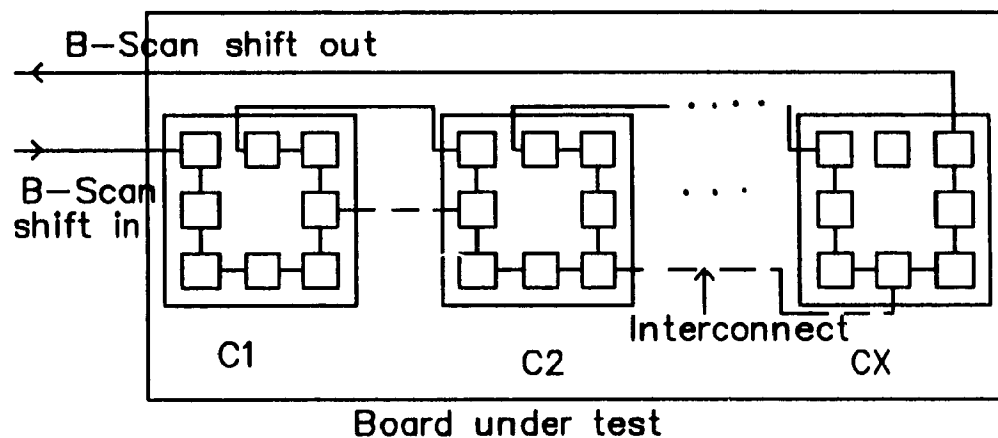 B-Scan shift out
B-Scan
shift in
Interconnect
C1
C2
CX
Board under test